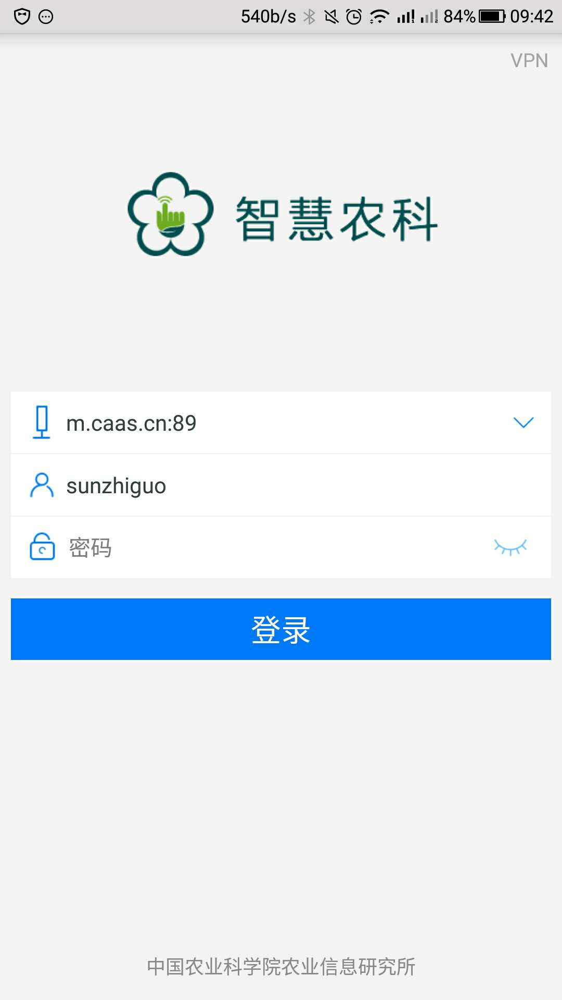 540b/s 84% 09:42
VPN
智慧农科
m.caas.cn:89
sunzhiguo
密码
登录
中国农业科学院农业信息研究所